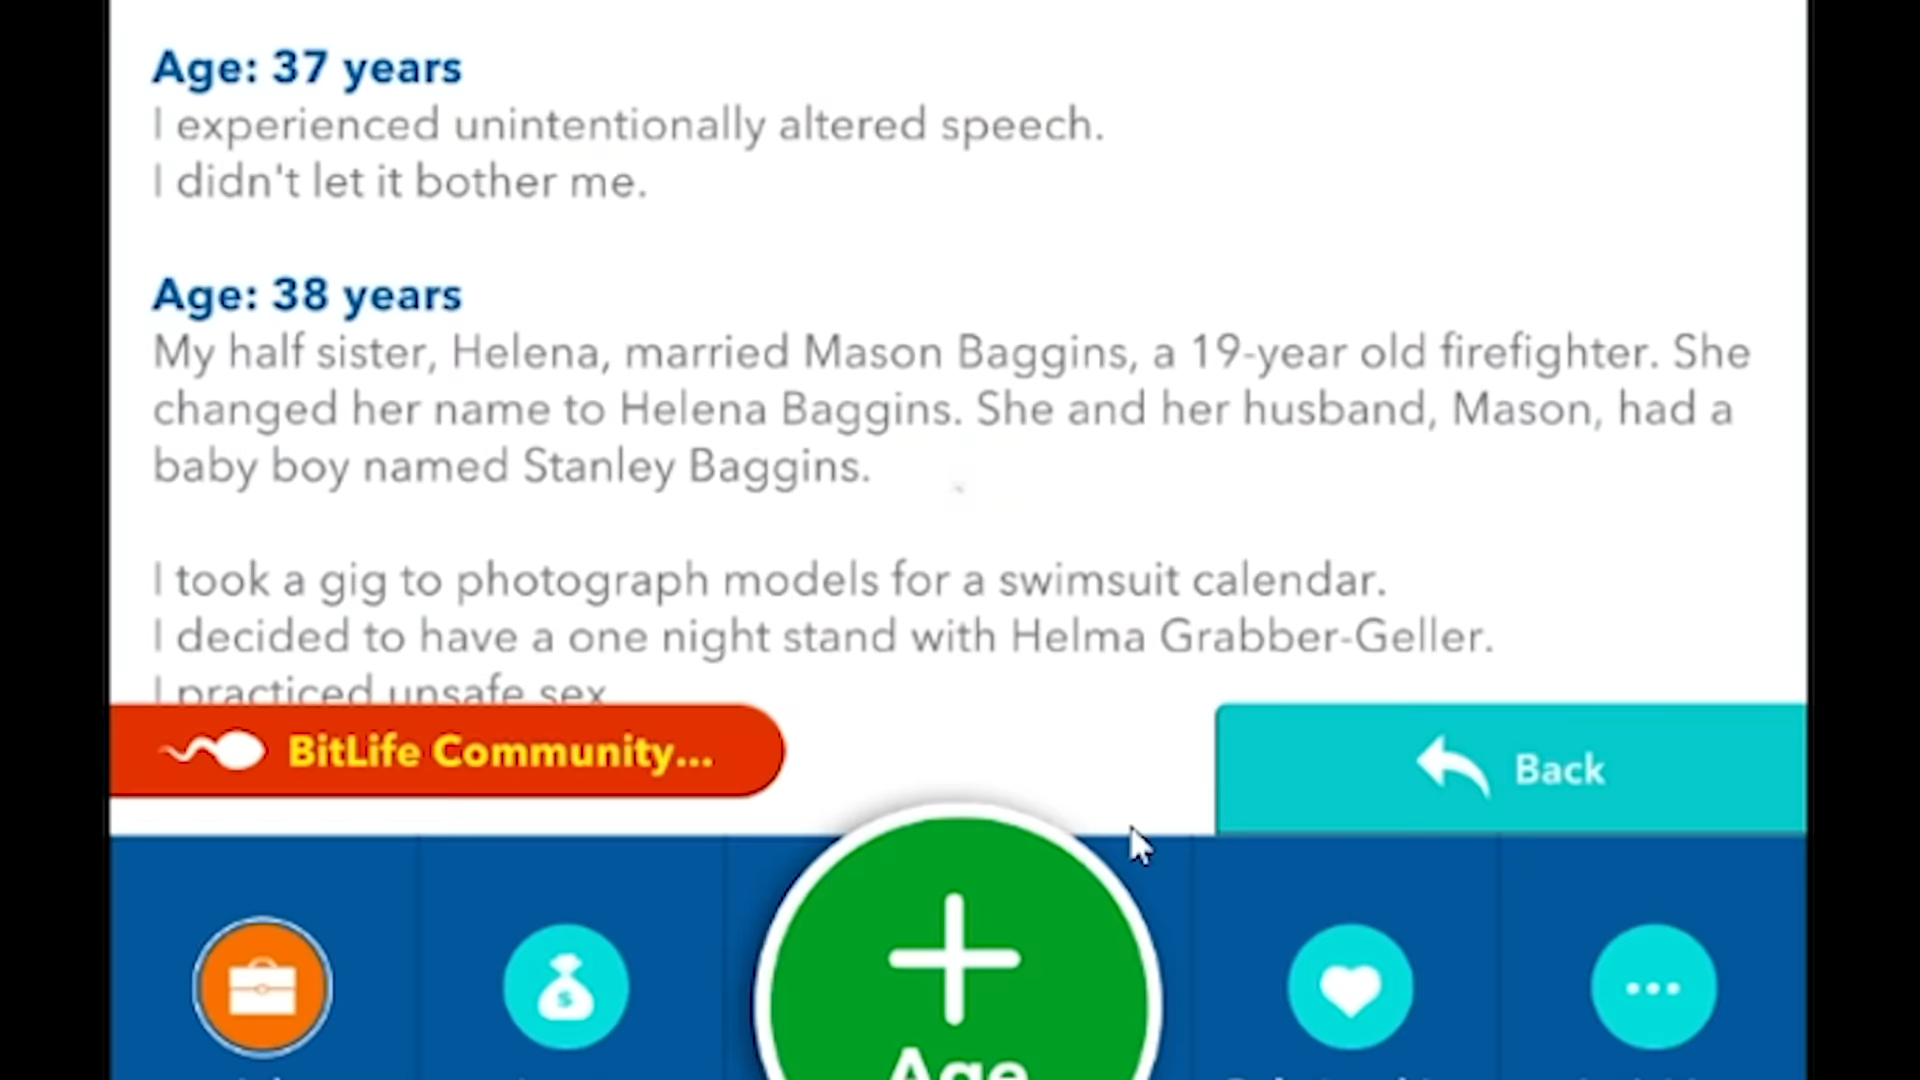 Age: 37 years
I experienced unintentionally altered speech.
I didn't let it bother me.
Age: 38 years
My half sister, Helena, married Mason Baggins, a 19-year old firefighter. She
changed her name to Helena Baggins. She and her husband, Mason, had a
baby boy named Stanley Baggins.
I took a gig to photograph models for a swimsuit calendar.
I decided to have a one night stand with Helma Grabber-Geller.
I practiced unsafe sex
BitLife Community...
Back
$
Age